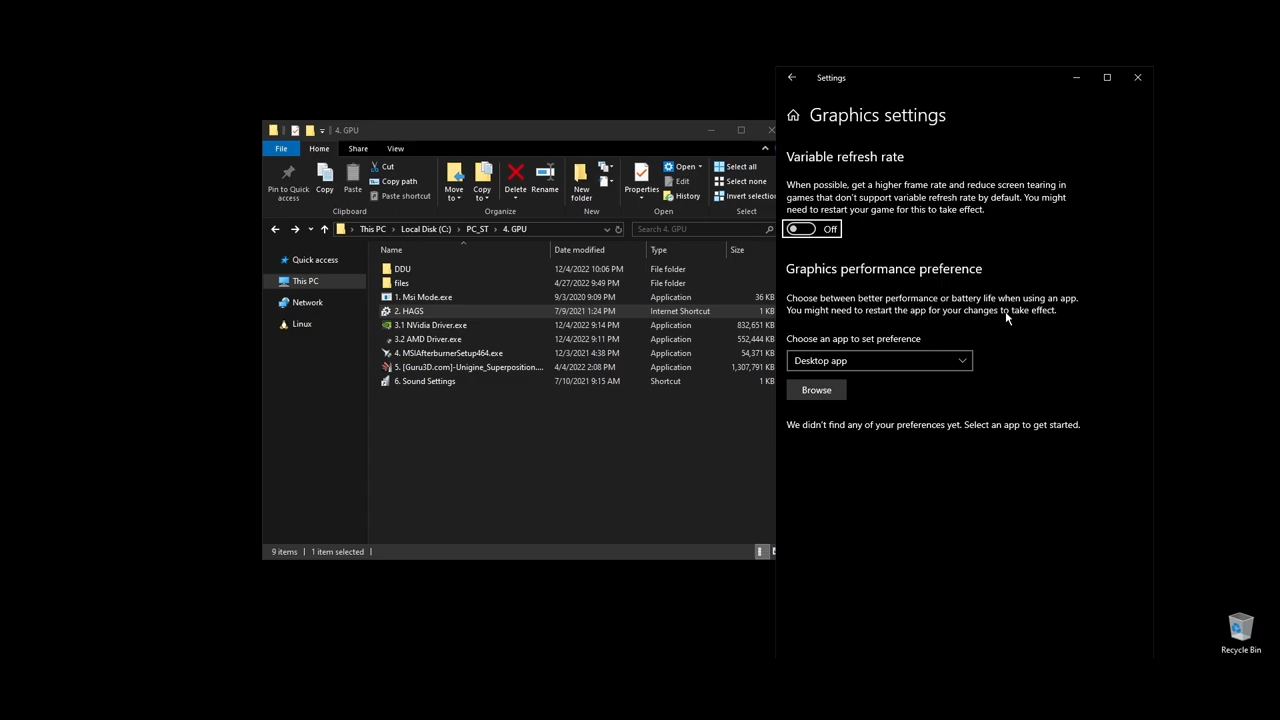 4. GPU
File Home Share View
Pin to Quick access
Copy
Paste
Cut
Copy path
Paste shortcut
Clipboard
Move to
Copy to
Delete
Rename
Organize
New folder
New
Properties
Open
Edit
History
Open
Select all
Select none
Invert selection
Select
This PC > Local Disk (C:) > PC_ST > 4. GPU
Search 4. GPU
Quick access
This PC
Network
Linux
Name Date modified Type Size
DDU 12/4/2022 10:06 PM File folder
files 4/27/2022 9:49 PM File folder
1. Msi Mode.exe 9/3/2020 9:09 PM Application 36 KB
2. HAGS 7/9/2021 1:24 PM Internet Shortcut 1 KB
3.1 NVidia Driver.exe 12/4/2022 9:14 PM Application 832,651 KB
3.2 AMD Driver.exe 12/4/2022 9:11 PM Application 552,444 KB
4. MSIAfterburnerSetup464.exe 12/3/2021 4:38 PM Application 54,371 KB
5. [Guru3D.com]-Unigine_Superposition.... 4/4/2022 2:08 PM Application 1,307,791 KB
6. Sound Settings 7/10/2021 9:15 AM Shortcut 1 KB
9 items 1 item selected
Settings
Graphics settings
Variable refresh rate
When possible, get a higher frame rate and reduce screen tearing in
games that don't support variable refresh rate by default. You might
need to restart your game for this to take effect.
Off
Graphics performance preference
Choose between better performance or battery life when using an app.
You might need to restart the app for your changes to take effect.
Choose an app to set preference
Desktop app
Browse
We didn't find any of your preferences yet. Select an app to get started.
Recycle Bin